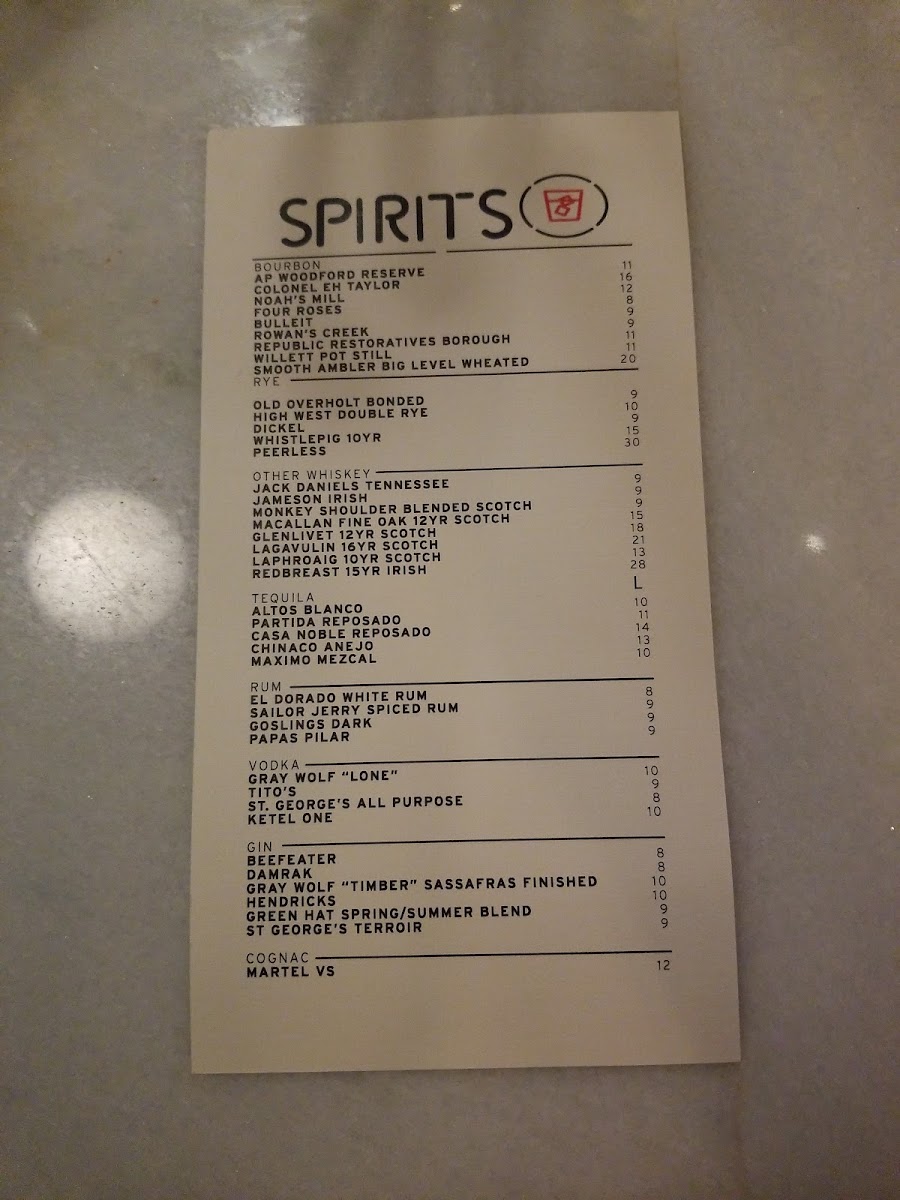 SPIRITS
BOURBON
AP WOODFORD RESERVE 11
COLONEL EH TAYLOR 16
NOAH'S MILL 12
FOUR ROSES 8
BULLEIT 9
ROWAN'S CREEK 9
REPUBLIC RESTORATIVES BOROUGH 11
WILLETT POT STILL 11
SMOOTH AMBLER BIG LEVEL WHEATED 20
RYE
OLD OVERHOLT BONDED 9
HIGH WEST DOUBLE RYE 10
DICKEL 9
WHISTLEPIG 10YR 15
PEERLESS 30
OTHER WHISKEY
JACK DANIELS TENNESSEE 9
JAMESON IRISH 9
MONKEY SHOULDER BLENDED SCOTCH 9
MACALLAN FINE OAK 12YR SCOTCH 15
GLENLIVET 12YR SCOTCH 18
LAGAVULIN 16YR SCOTCH 21
LAPHROAIG 10YR SCOTCH 13
REDBREAST 15YR IRISH 28
L
TEQUILA
ALTOS BLANCO 10
PARTIDA REPOSADO 11
CASA NOBLE REPOSADO 14
CHINACO ANEJO 13
MAXIMO MEZCAL 10
RUM
EL DORADO WHITE RUM 8
SAILOR JERRY SPICED RUM 9
GOSLINGS DARK 9
PAPAS PILAR 9
VODKA
GRAY WOLF "LONE" 10
TITO'S 9
ST. GEORGE'S ALL PURPOSE 8
KETEL ONE 10
GIN
BEEFEATER 8
DAMRAK 8
GRAY WOLF "TIMBER" SASSAFRAS FINISHED 10
HENDRICKS 10
GREEN HAT SPRING/SUMMER BLEND 9
ST GEORGE'S TERROIR 9
COGNAC
MARTEL VS 12